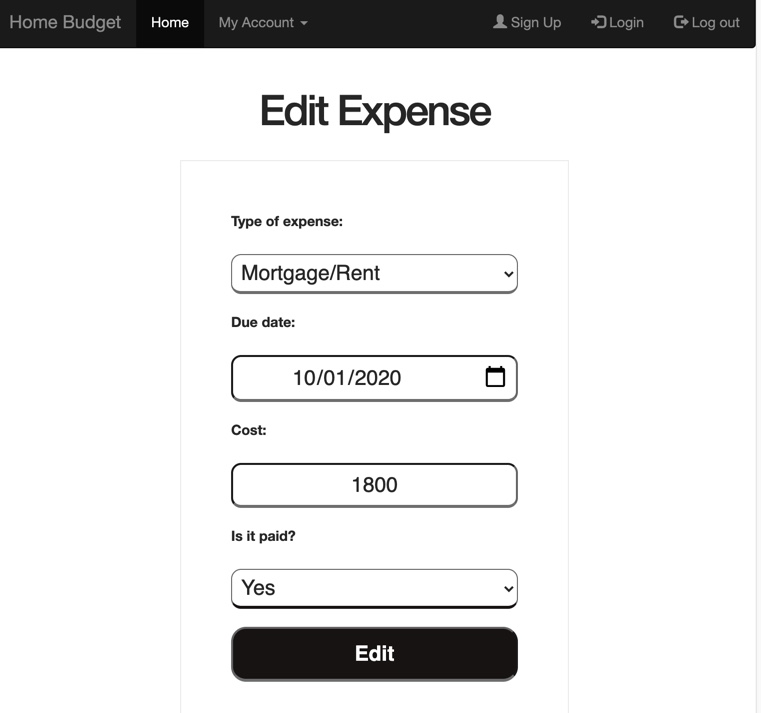 Home Budget Home My Account Sign Up Login Log out
Edit Expense
Type of expense:
Mortgage/Rent
Due date:
10/01/2020
Cost:
1800
Is it paid?
Yes
Edit